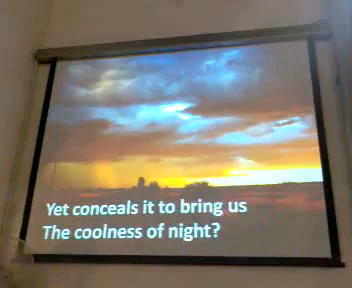 Yet conceals it to bring us
The coolness of night?